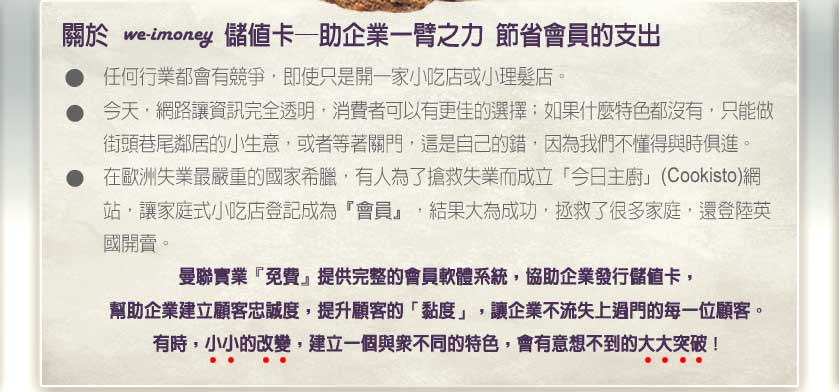 關於 we-imoney 儲值卡─助企業一臂之力 節省會員的支出
● 任何行業都會有競爭，即使只是開一家小吃店或小理髮店。
● 今天，網路讓資訊完全透明，消費者可以有更佳的選擇；如果什麼特色都沒有，只能做
街頭巷尾鄰居的小生意，或者等著關門，這是自己的錯，因為我們不懂得與時俱進。
● 在歐洲失業最嚴重的國家希臘，有人為了搶救失業而成立「今日主廚」(Cookisto)網
站，讓家庭式小吃店登記成為『會員』，結果大為成功，拯救了很多家庭，還登陸英
國開賣。
曼聯實業『免費』提供完整的會員軟體系統，協助企業發行儲值卡，
幫助企業建立顧客忠誠度，提升顧客的「黏度」，讓企業不流失上過門的每一位顧客。
有時，小小的改變，建立一個與眾不同的特色，會有意想不到的大大突破！